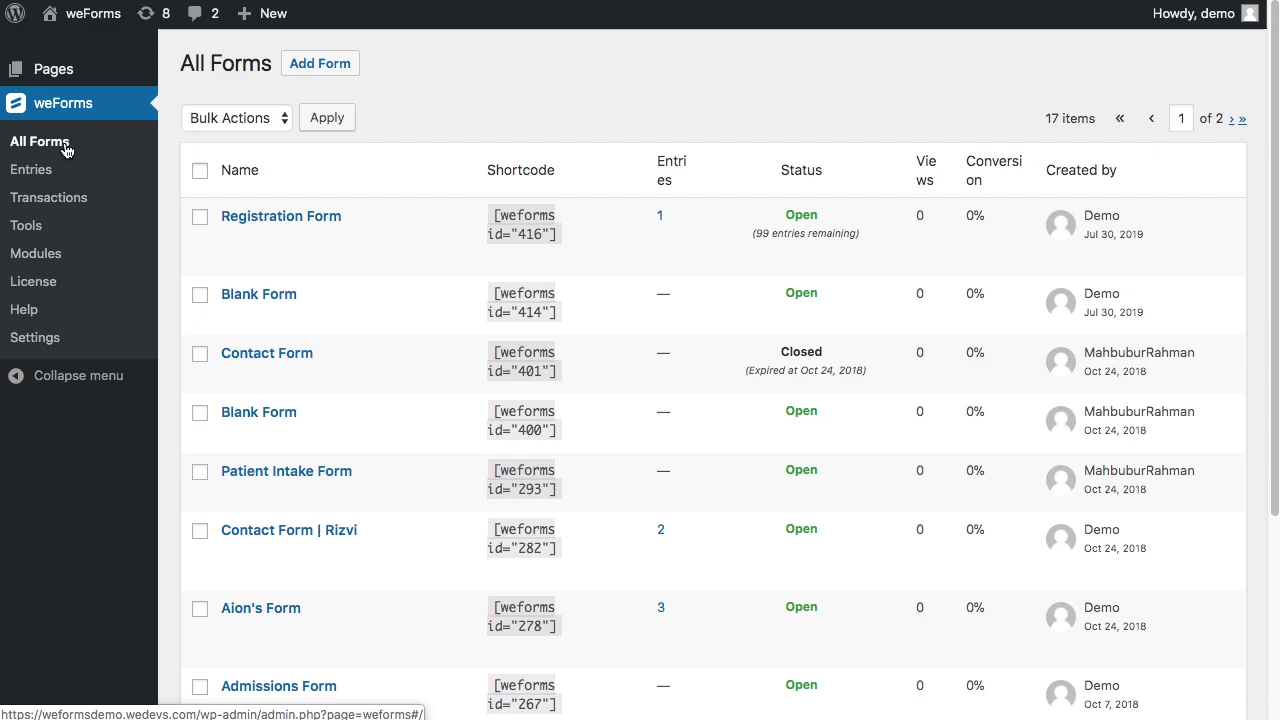 weForms 8 2 New Howdy, demo
Pages
weForms
All Forms
Entries
Transactions
Tools
Modules
License
Help
Settings
Collapse menu
All Forms Add Form
Bulk Actions Apply 17 items « ‹ 1 of 2 › »
Name Shortcode Entri Status Vie Conversi Created by
es ws on
Registration Form [weforms 1 Open 0 0% Demo
id="416"] (99 entries remaining) Jul 30, 2019
Blank Form [weforms — Open 0 0% Demo
id="414"] Jul 30, 2019
Contact Form [weforms — Closed 0 0% MahbuburRahman
id="401"] (Expired at Oct 24, 2018) Oct 24, 2018
Blank Form [weforms — Open 0 0% MahbuburRahman
id="400"] Oct 24, 2018
Patient Intake Form [weforms — Open 0 0% MahbuburRahman
id="293"] Oct 24, 2018
Contact Form | Rizvi [weforms 2 Open 0 0% Demo
id="282"] Oct 24, 2018
Aion's Form [weforms 3 Open 0 0% Demo
id="278"] Oct 24, 2018
Admissions Form [weforms — Open 0 0% Demo
id="267"] Oct 7, 2018
https://weformsdemo.wedevs.com/wp-admin/admin.php?page=weforms#/